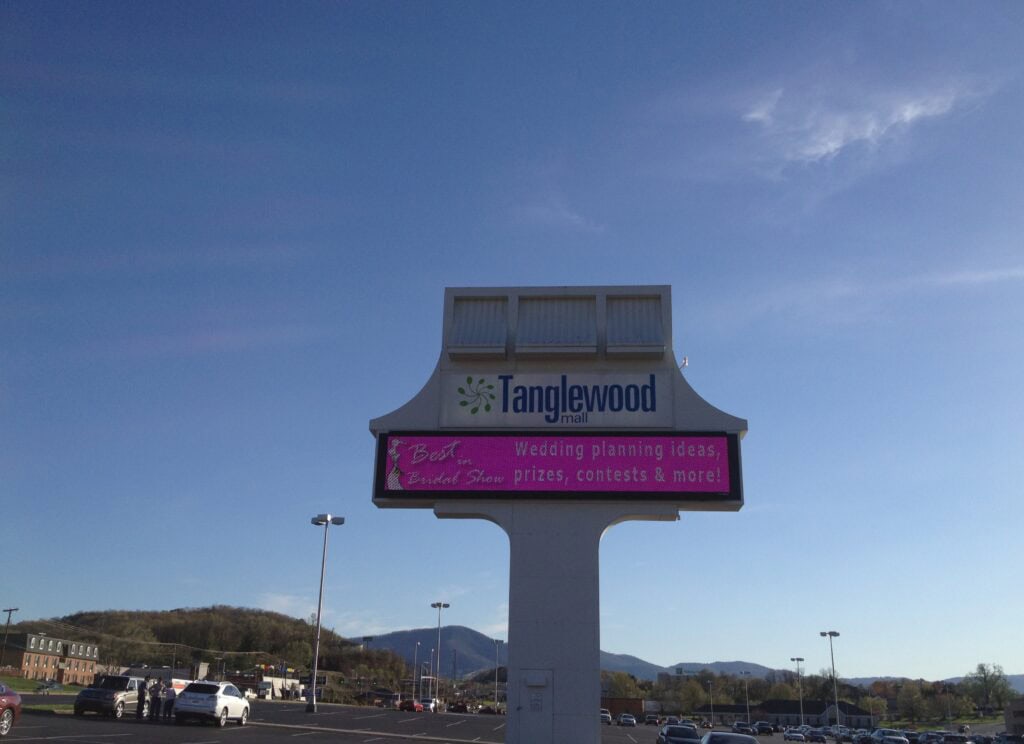 Tanglewood
mall
Best
in
Bridal Show
Wedding planning ideas,
prizes, contests & more!